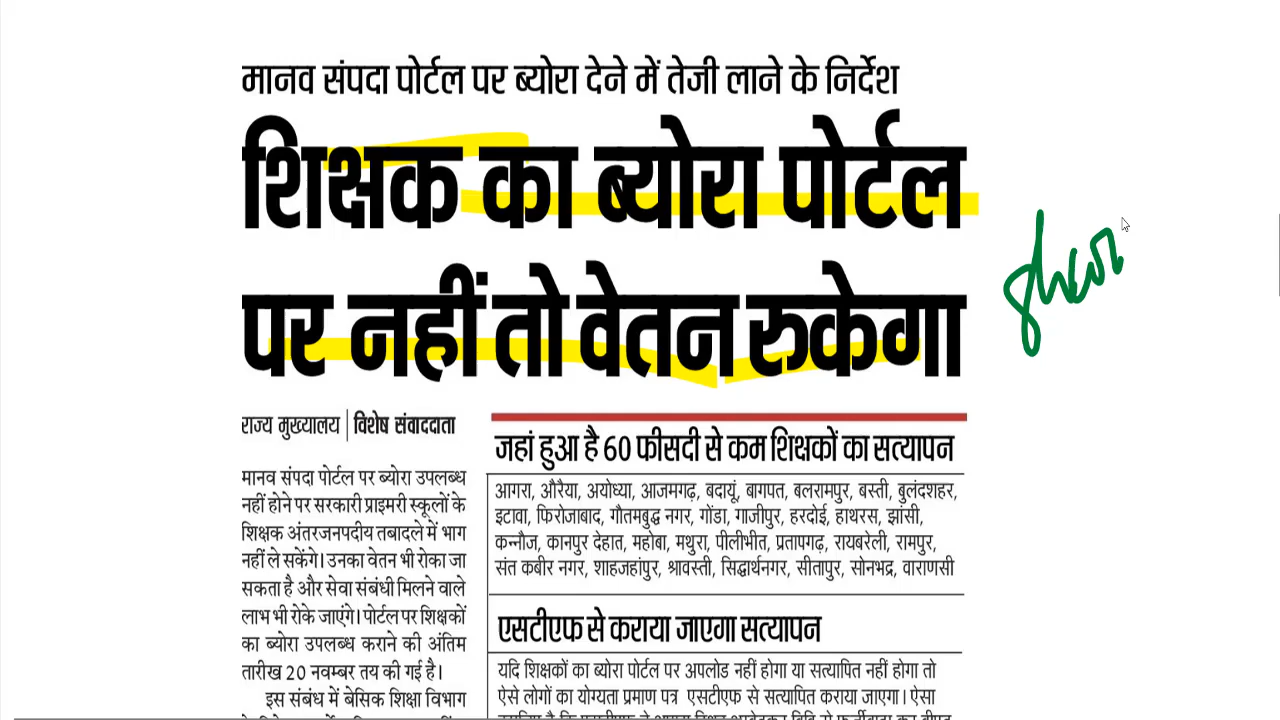 मानव संपदा पोर्टल पर ब्योरा देने में तेजी लाने के निर्देश
शिक्षक का ब्योरा पोर्टल
पर नहीं तो वेतन रुकेगा
राज्य मुख्यालय | विशेष संवाददाता
मानव संपदा पोर्टल पर ब्योरा उपलब्ध
नहीं होने पर सरकारी प्राइमरी स्कूलों के
शिक्षक अंतरजनपदीय तबादले में भाग
नहीं ले सकेंगे। उनका वेतन भी रोका जा
सकता है और सेवा संबंधी मिलने वाले
लाभ भी रोके जाएंगे। पोर्टल पर शिक्षकों
का ब्योरा उपलब्ध कराने की अंतिम
तारीख 20 नवम्बर तय की गई है।
इस संबंध में बेसिक शिक्षा विभाग
जहां हुआ है 60 फीसदी से कम शिक्षकों का सत्यापन
आगरा, औरैया, अयोध्या, आजमगढ़, बदायूं, बागपत, बलरामपुर, बस्ती, बुलंदशहर,
इटावा, फिरोजाबाद, गौतमबुद्ध नगर, गोंडा, गाजीपुर, हरदोई, हाथरस, झांसी,
कन्नौज, कानपुर देहात, महोबा, मथुरा, पीलीभीत, प्रतापगढ़, रायबरेली, रामपुर,
संत कबीर नगर, शाहजहांपुर, श्रावस्ती, सिद्धार्थनगर, सीतापुर, सोनभद्र, वाराणसी
एसटीएफ से कराया जाएगा सत्यापन
यदि शिक्षकों का ब्योरा पोर्टल पर अपलोड नहीं होगा या सत्यापित नहीं होगा तो
ऐसे लोगों का योग्यता प्रमाण पत्र एसटीएफ से सत्यापित कराया जाएगा। ऐसा